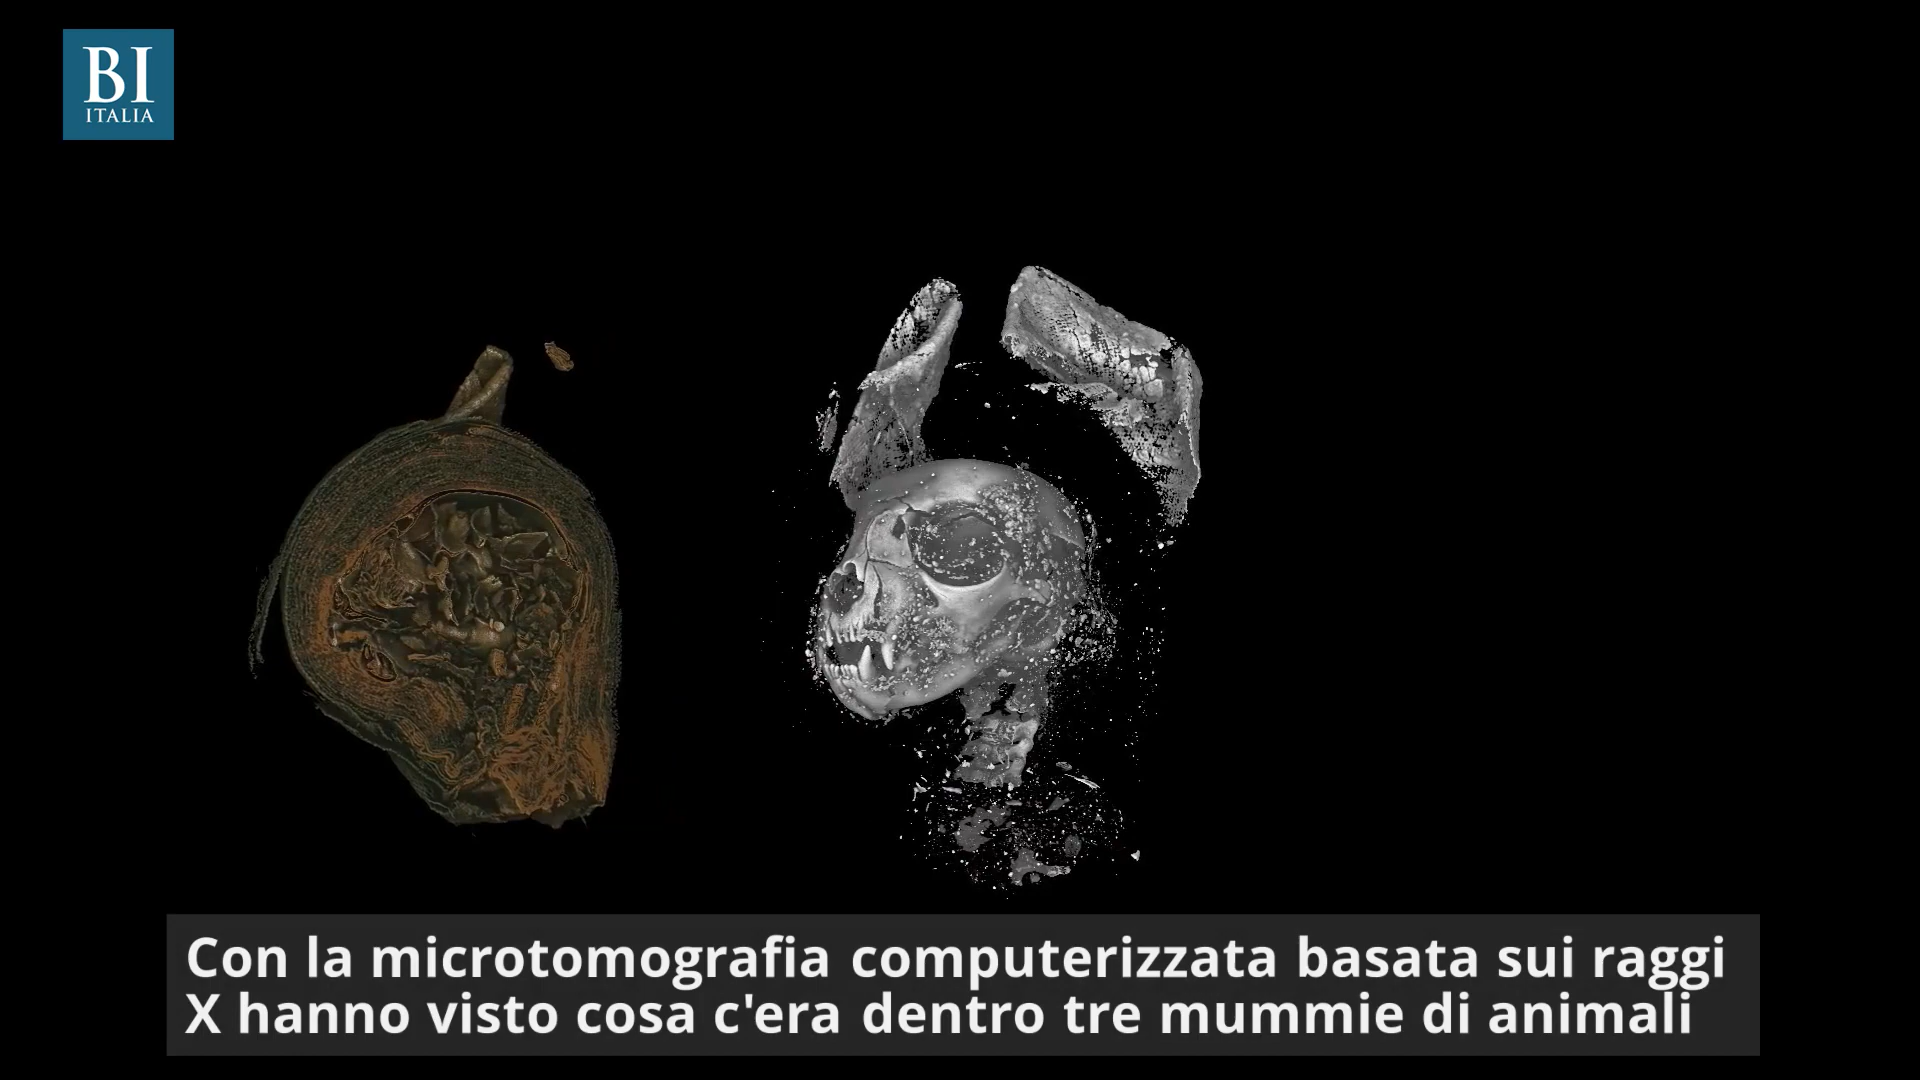 BI
ITALIA
Con la microtomografia computerizzata basata sui raggi
X hanno visto cosa c'era dentro tre mummie di animali